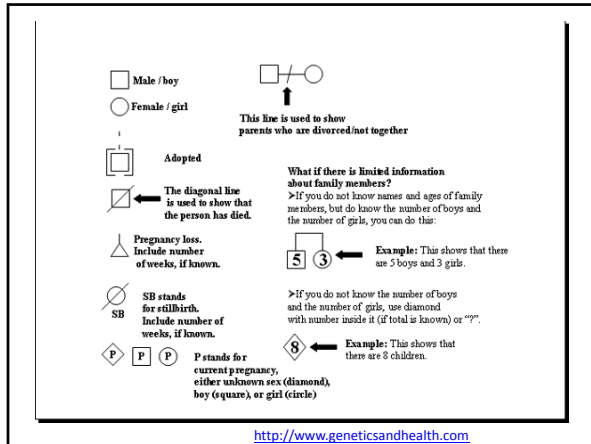 Male / boy
Female / girl
This line is used to show
parents who are divorced/not together
Adopted
The diagonal line
is used to show that
the person has died.
Pregnancy loss.
Include number
of weeks, if known.
SB
SB stands
for stillbirth.
Include number of
weeks, if known.
P P P
P stands for
current pregnancy,
either unknown sex (diamond),
boy (square), or girl (circle)
What if there is limited information
about family members?
➢If you do not know names and ages of family
members, but do know the number of boys and
the number of girls, you can do this:
5 3
Example: This shows that there
are 5 boys and 3 girls.
➢If you do not know the number of boys
and the number of girls, use diamond
with number inside it (if total is known) or “?”.
8
Example: This shows that
there are 8 children.
http://www.geneticsandhealth.com